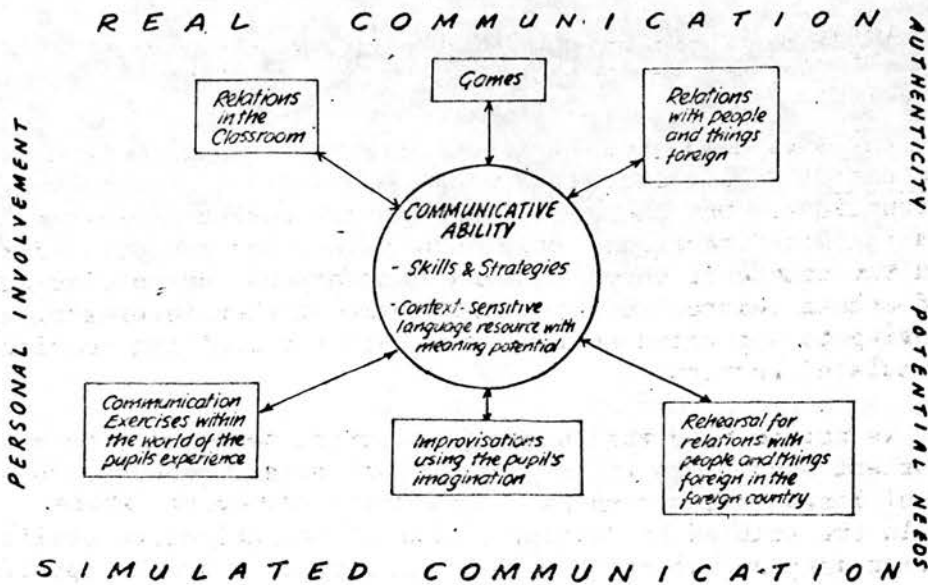 REAL COMMUNICATION
AUTHENTICITY POTENTIAL NEEDS
PERSONAL INVOLVEMENT
Relations
in the
Classroom
Games
Relations
with people
and things
foreign
COMMUNICATIVE
ABILITY
- Skills & Strategies
- Context-sensitive
language resource with
meaning potential
Communication
Exercises within
the world of the
pupils experience
Improvisations
using the pupil's
imagination
Rehearsal for
relations with
people and things
foreign in the
foreign country
SIMULATED COMMUNICATION